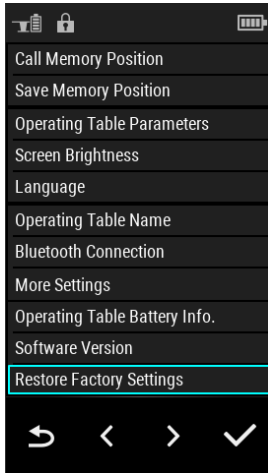 Call Memory Position
Save Memory Position
Operating Table Parameters
Screen Brightness
Language
Operating Table Name
Bluetooth Connection
More Settings
Operating Table Battery Info.
Software Version
Restore Factory Settings